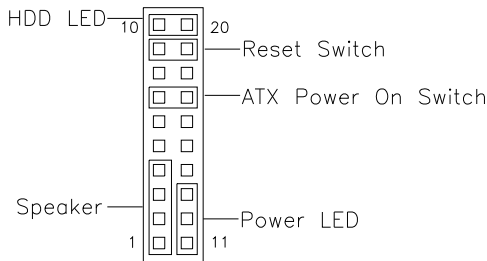 HDD LED
10 20
Reset Switch
ATX Power On Switch
Speaker
Power LED
1 11